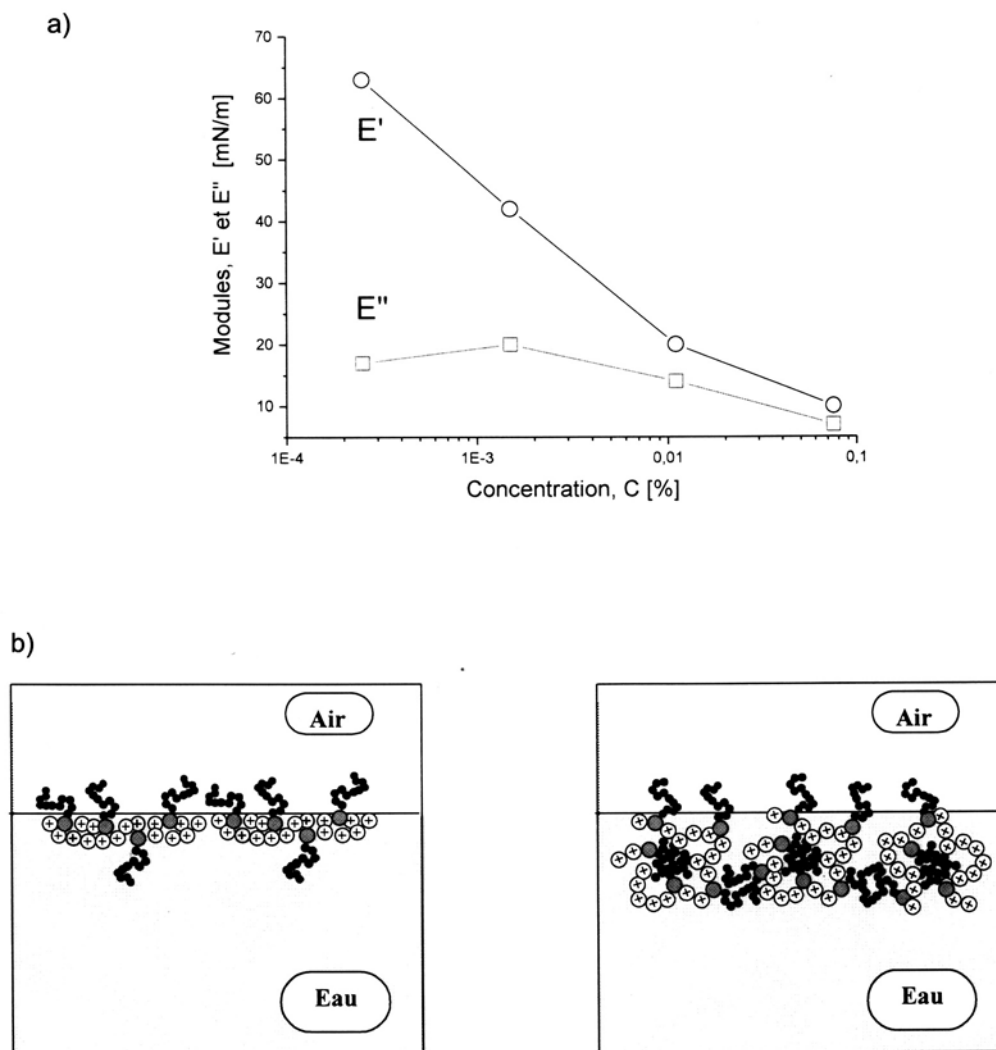 a)
70
60
50
40
30
20
10
Modules, E' et E'' [mN/m]
E'
E''
1E-4
1E-3
0,01
0,1
Concentration, C [%]
b)
Air
Eau
Air
Eau